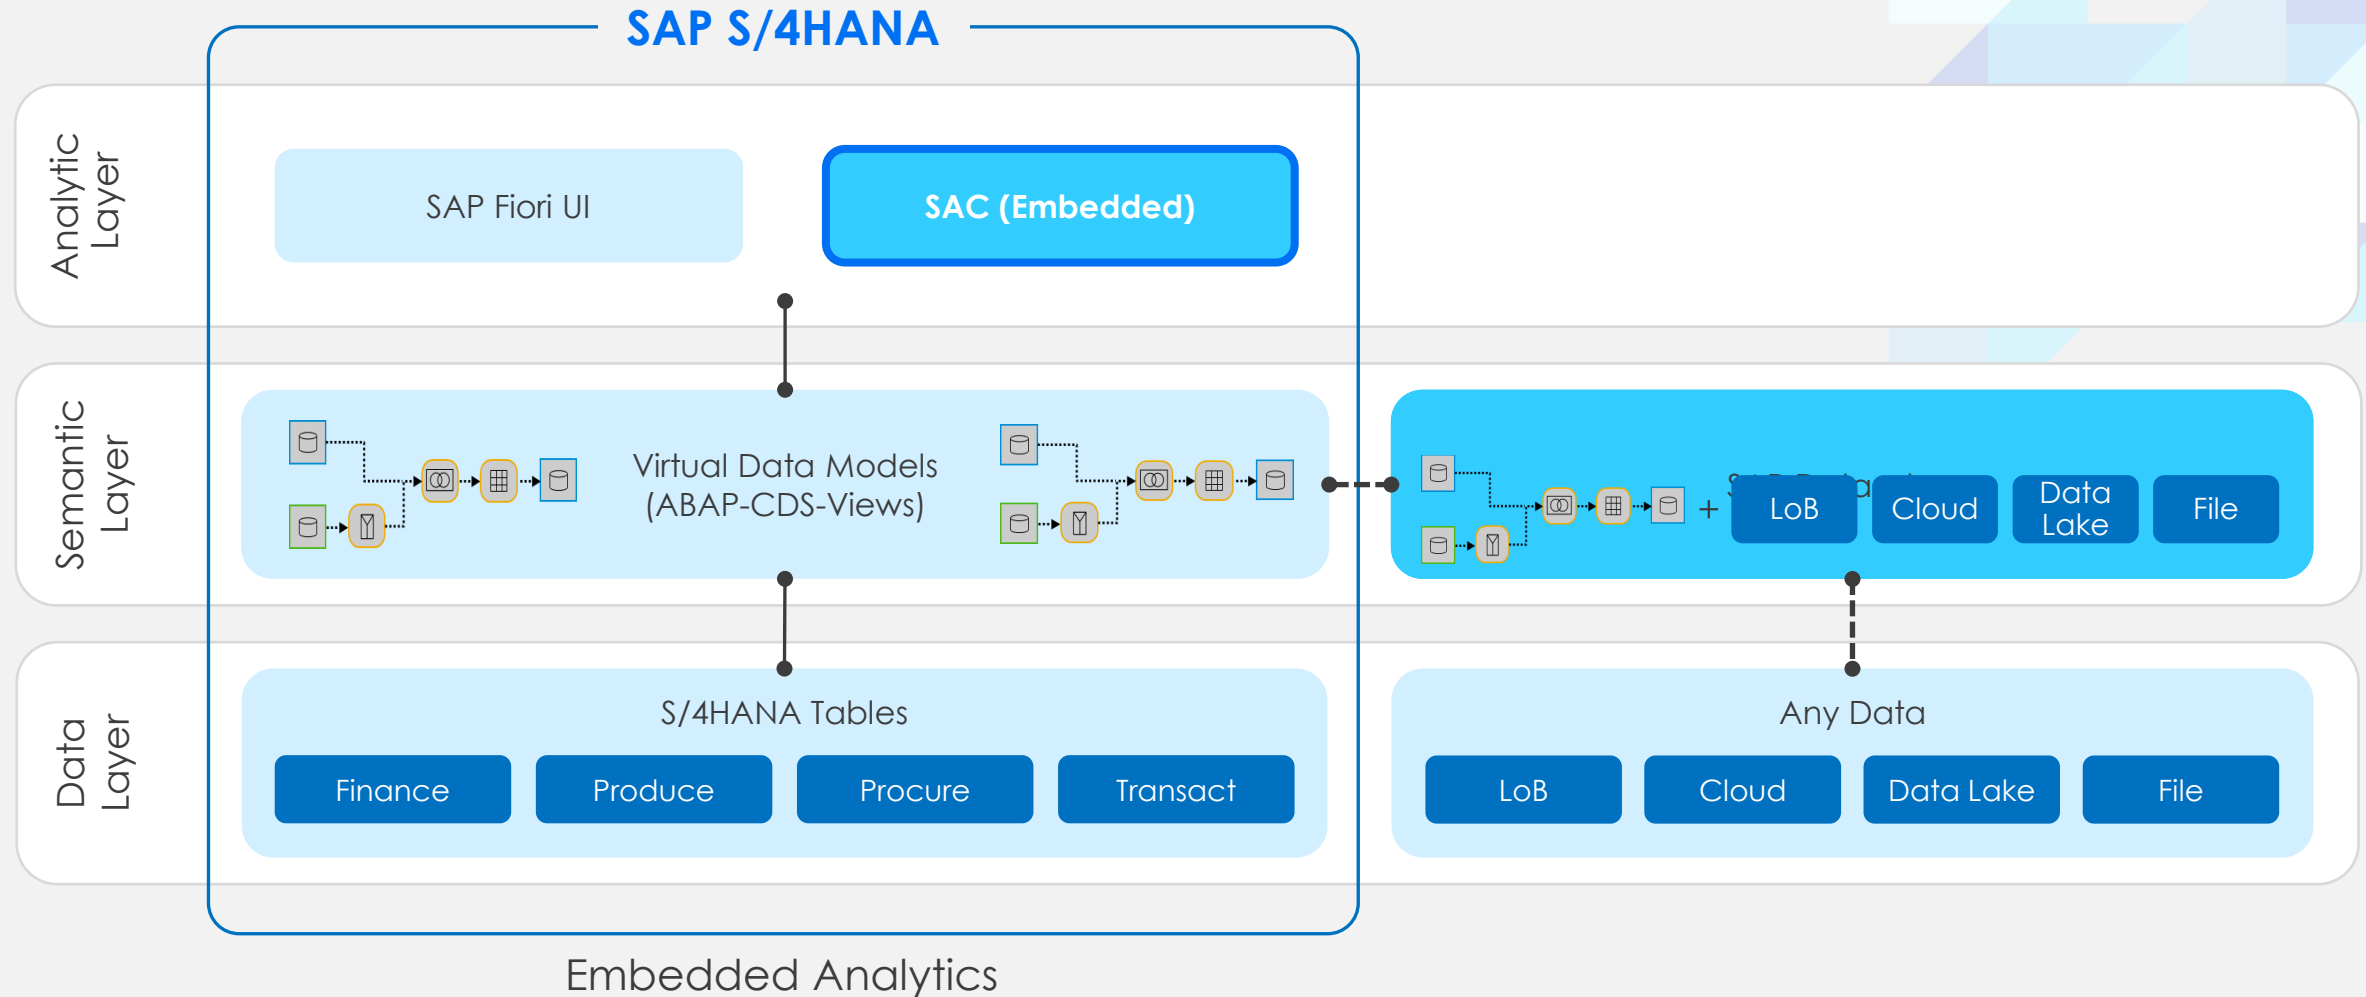 SAP S/4HANA
Analytic
Layer
SAP Fiori UI
SAC (Embedded)
Semantic
Layer
Virtual Data Models
(ABAP-CDS-Views)
+
LoB
Cloud
Data
Lake
File
Data
Layer
S/4HANA Tables
Finance
Produce
Procure
Transact
Any Data
LoB
Cloud
Data Lake
File
Embedded Analytics